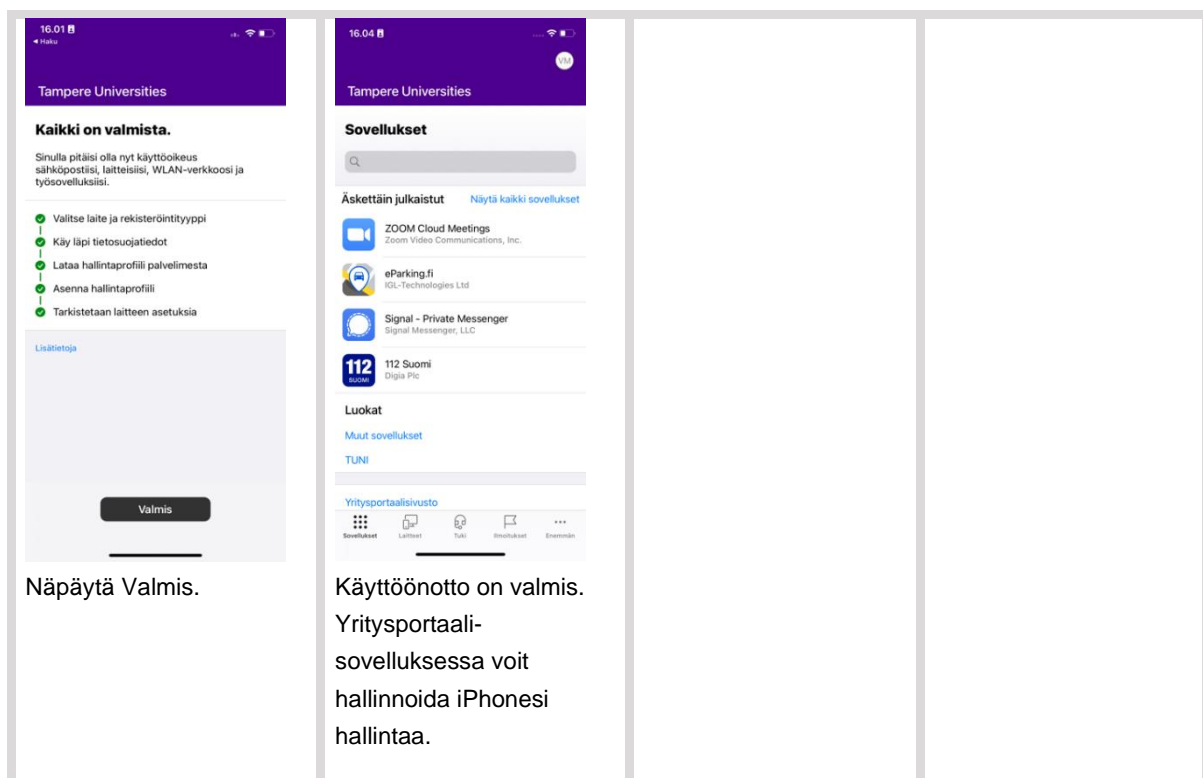 16.01
◀ Haku
Tampere Universities
Kaikki on valmista.
Sinulla pitäisi olla nyt käyttöoikeus
sähköpostiisi, laitteisiisi, WLAN-verkkoosi ja
työsovelluksiisi.
Valitse laite ja rekisteröintityyppi
Käy läpi tietosuojatiedot
Lataa hallintaprofiili palvelimesta
Asenna hallintaprofiili
Tarkistetaan laitteen asetuksia
Lisätietoja
Valmis
Näpäytä Valmis.
16.04
VM
Tampere Universities
Sovellukset
Äskettäin julkaistut Näytä kaikki sovellukset
ZOOM Cloud Meetings
Zoom Video Communications, Inc.
eParking.fi
IGL-Technologies Ltd
Signal - Private Messenger
Signal Messenger, LLC
112 SUOMI
112 Suomi
Digia Plc
Luokat
Muut sovellukset
TUNI
Yritysportaalisivusto
Sovellukset Laitteet Tuki Ilmoitukset Enemmän
Käyttöönotto on valmis.
Yritysportaali-
sovelluksessa voit
hallinnoida iPhonesi
hallintaa.